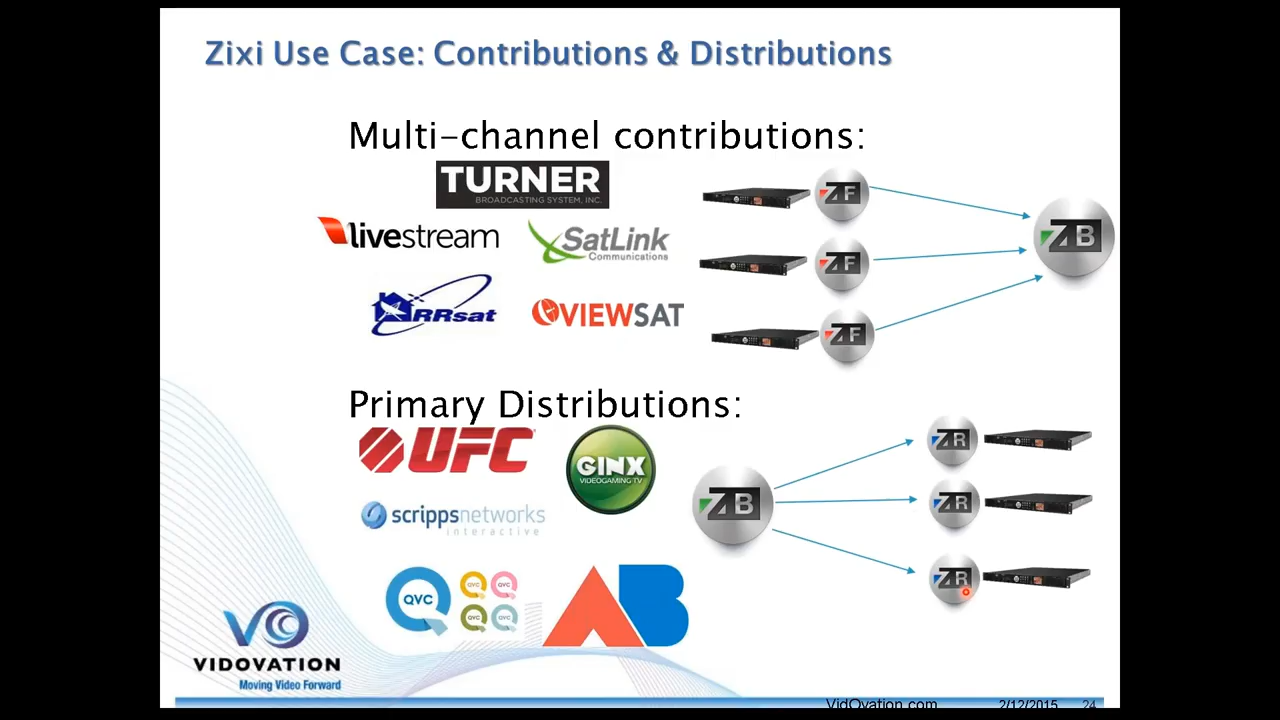 Zixi Use Case: Contributions & Distributions
Multi-channel contributions:
TURNER
BROADCASTING SYSTEM, INC.
livestream
SatLink
Communications
RRsat
VIEWSAT
ZF
ZF
ZF
ZB
Primary Distributions:
UFC
GINX
VIDEOGAMING TV
scrippsnetworks
interactive
QVC
QVC
QVC
QVC
QVC
AB
ZB
ZR
ZR
ZR
VIDOVATION
Moving Video Forward
VidOvation.com 2/12/2015 24